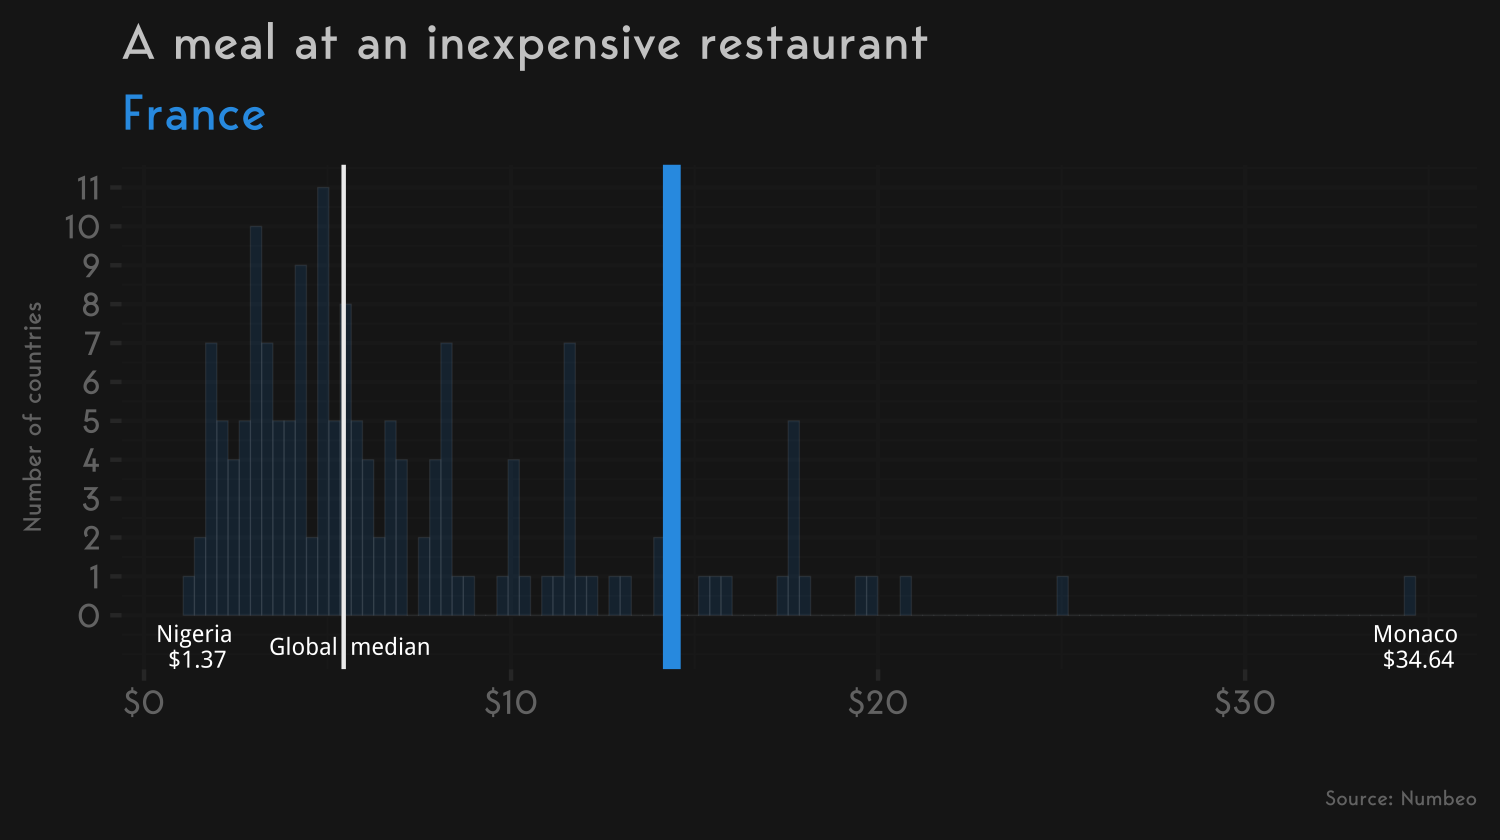 A meal at an inexpensive restaurant
France
Number of countries
11
10
9
8
7
6
5
4
3
2
1
0
Nigeria
$1.37
Global median
Monaco
$34.64
$0 $10 $20 $30
Source: Numbeo